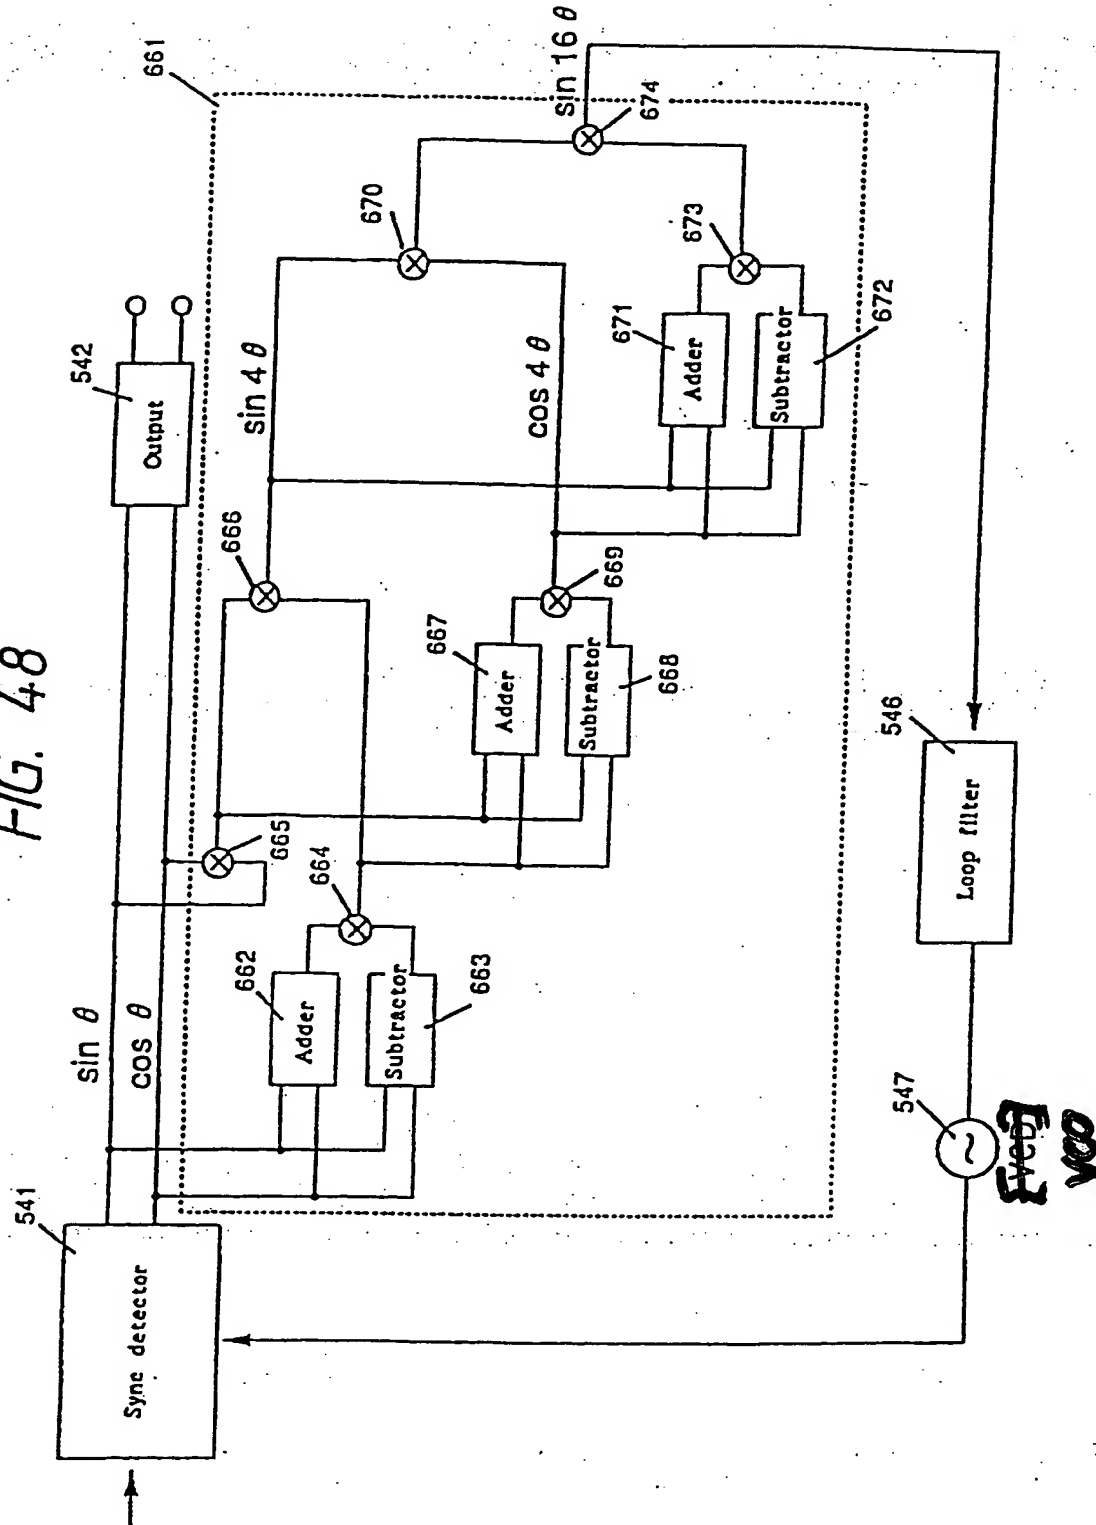 FIG. 48
541
Sync detector
sin θ
cos θ
542
Output
661
662
Adder
663
Subtractor
664
665
666
sin 4 θ
667
Adder
668
Subtractor
669
cos 4 θ
670
671
Adder
672
Subtractor
673
674
sin 16 θ
546
Loop filter
547
[VCD]
VCO